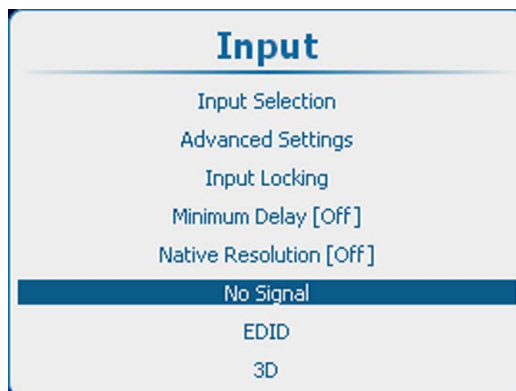 Input
Input Selection
Advanced Settings
Input Locking
Minimum Delay [Off]
Native Resolution [Off]
No Signal
EDID
3D